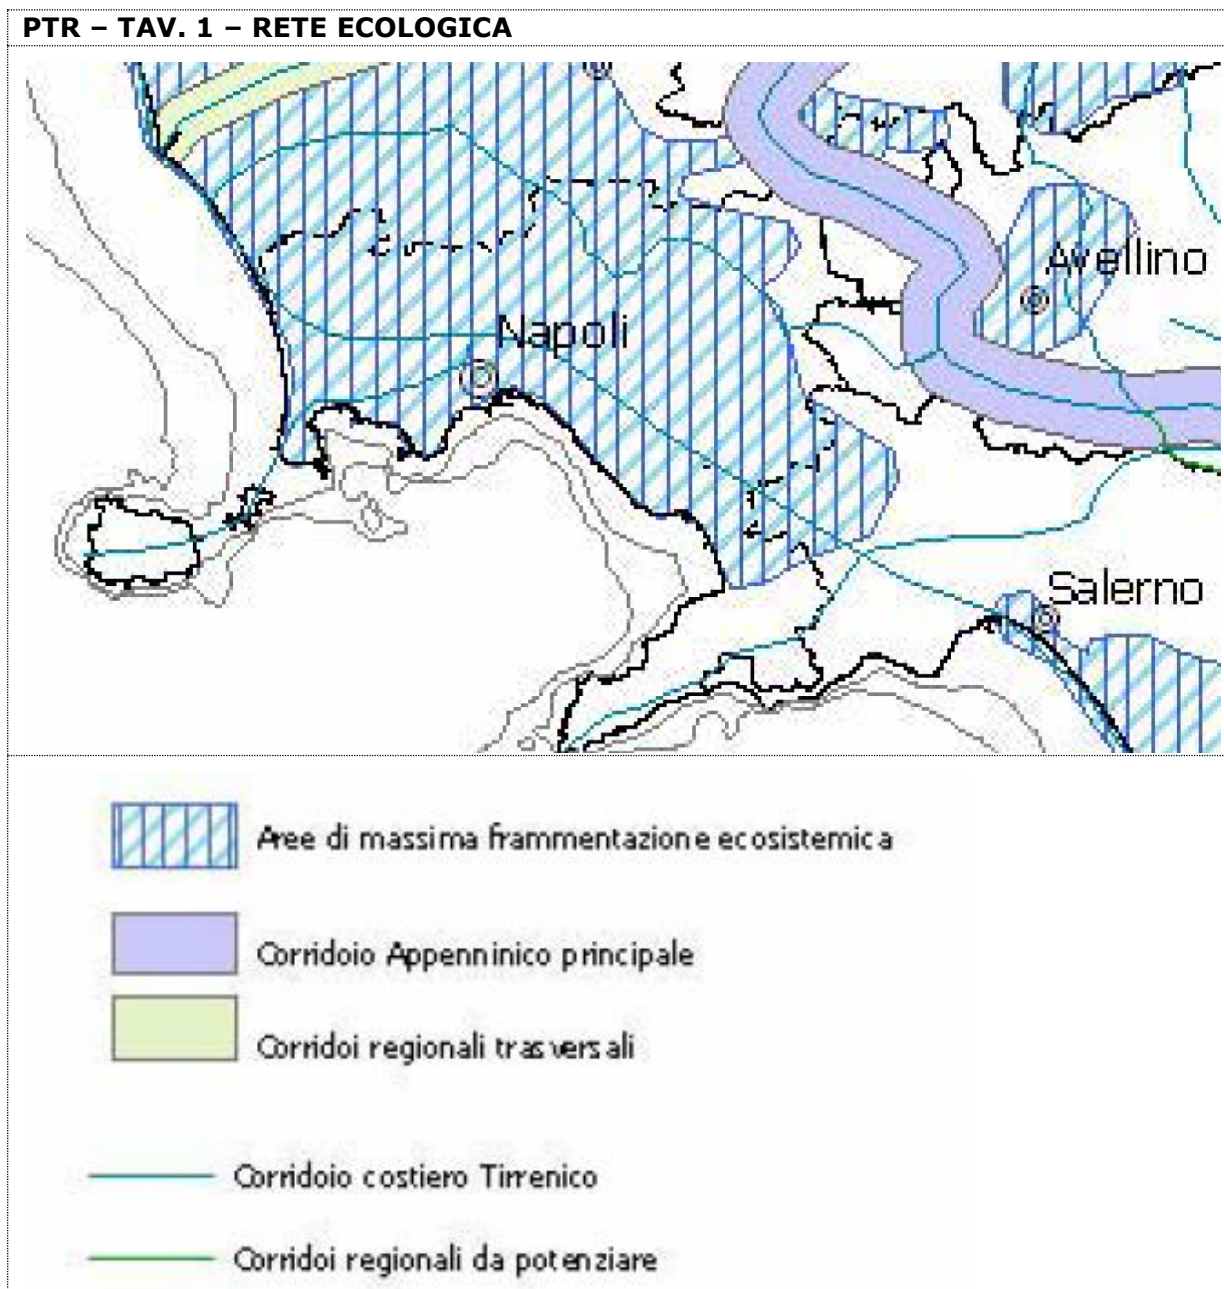 PTR – TAV. 1 – RETE ECOLOGICA
Avellino
Napoli
Salerno
Aree di massima frammentazione ecosistemica
Corridoio Appenninico principale
Corridoi regionali trasversali
Corridoio costiero Tirrenico
Corridoi regionali da potenziare